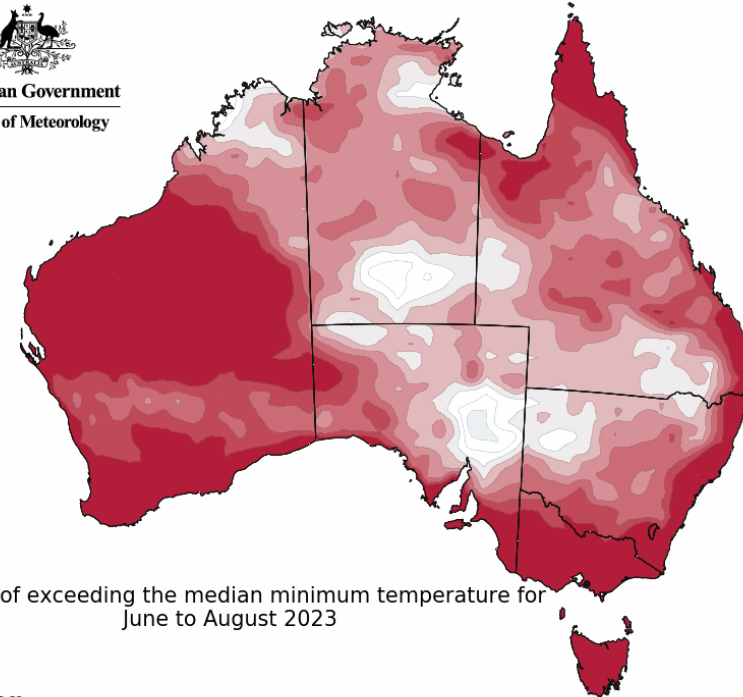 an Government
of Meteorology
of exceeding the median minimum temperature for
June to August 2023